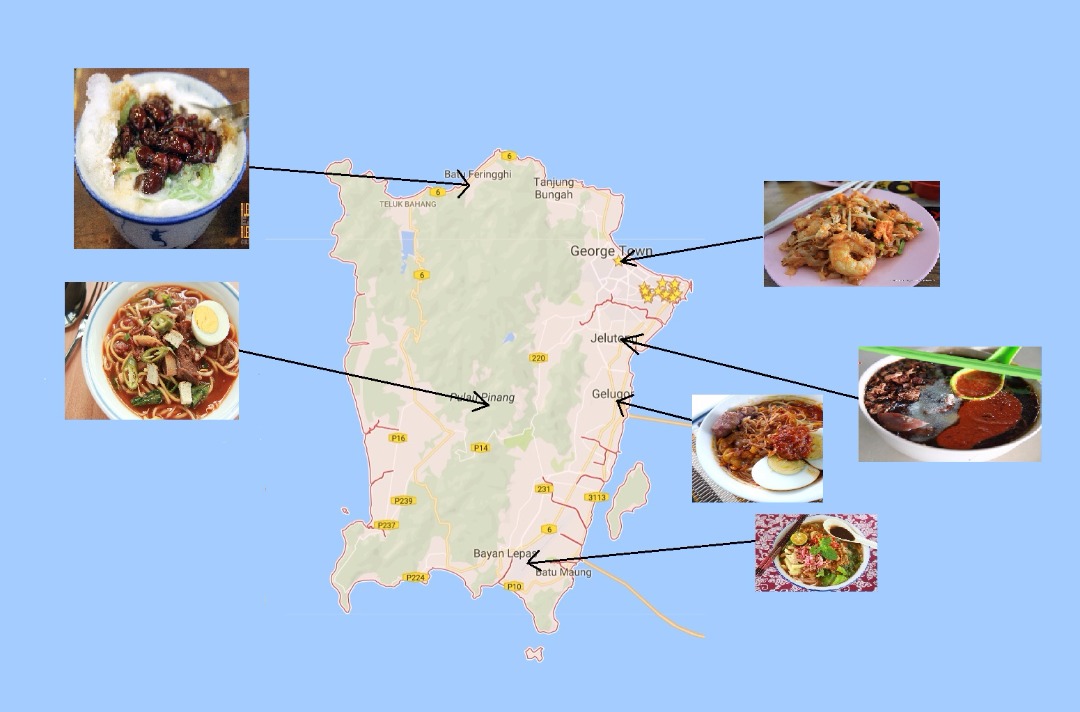 6
Batu Feringghi
Tanjung
Bungah
6
TELUK BAHANG
George Town
6
220
Jelutong
Pulau Pinang
Gelugor
P16
P14
231
3113
P239
P237
6
Bayan Lepas
Batu Maung
P224
P10